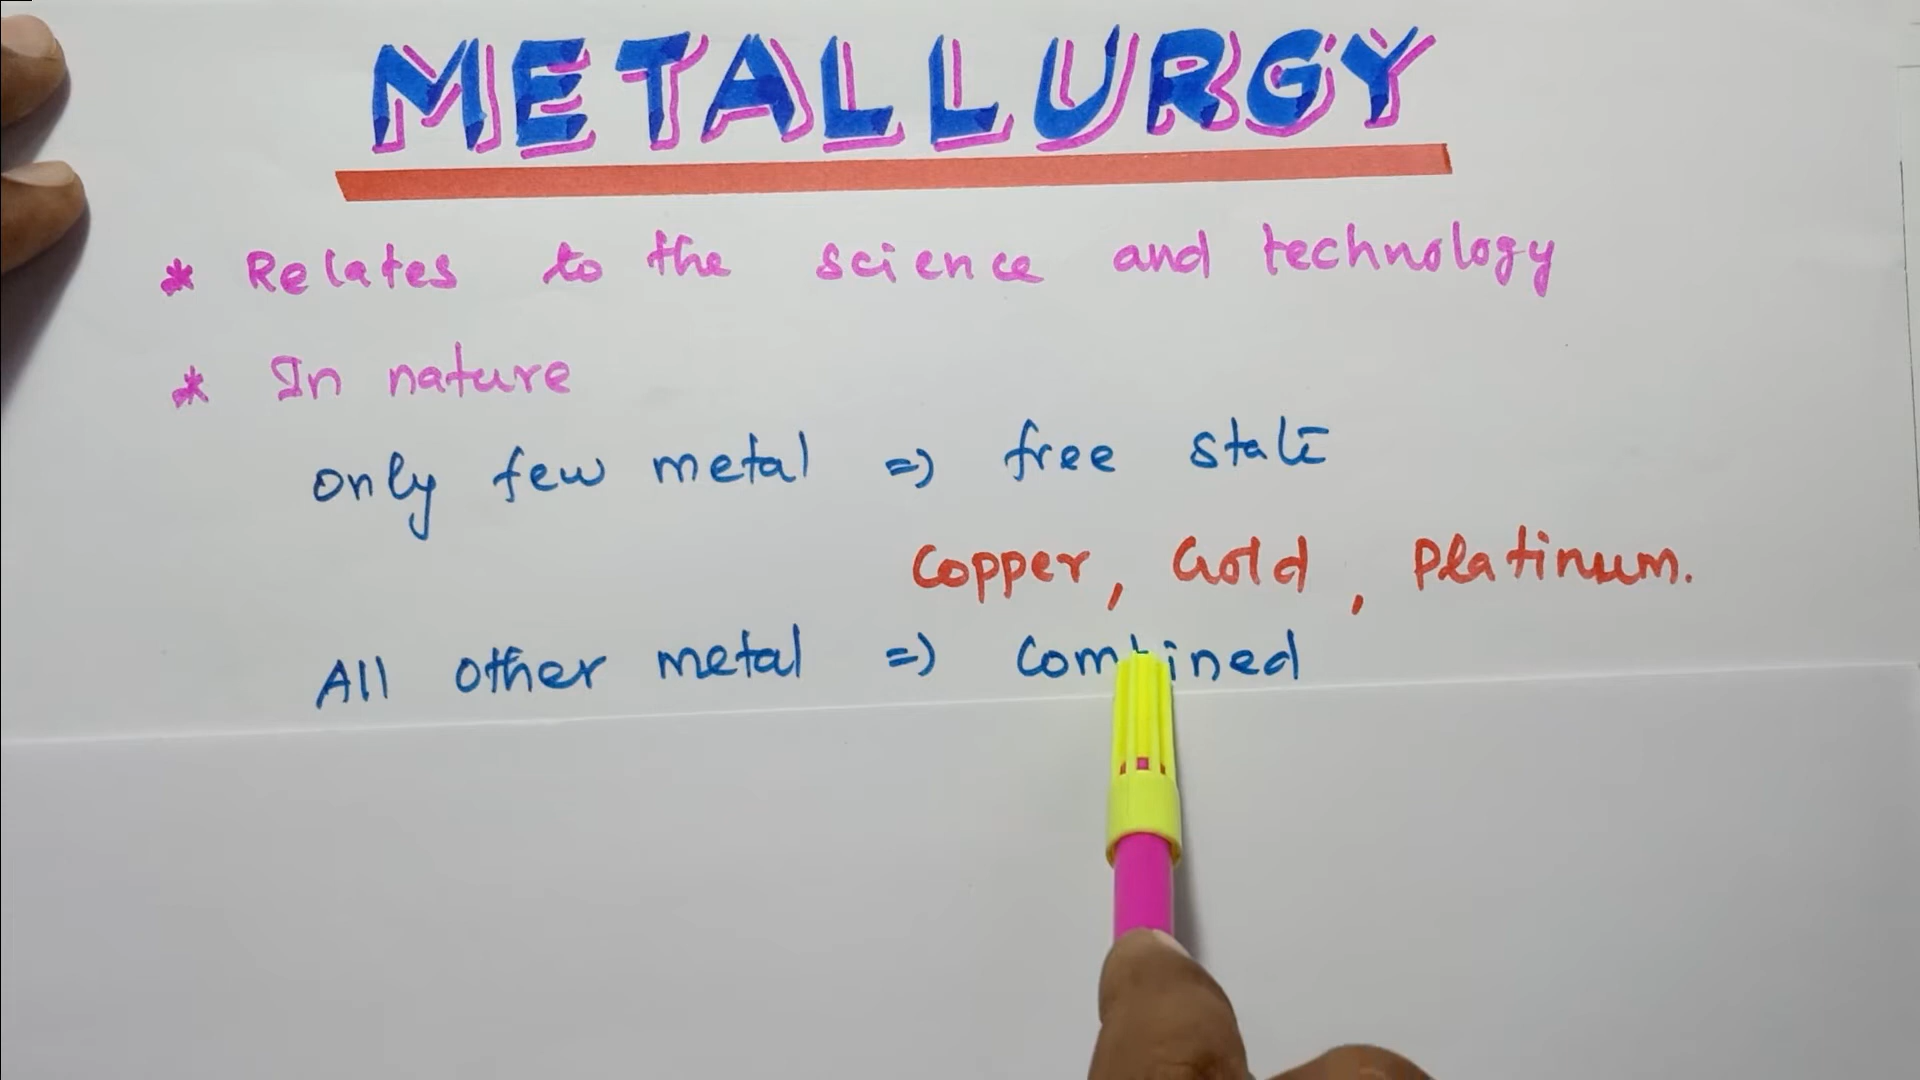 METALLURGY
* Relates to the science and technology
* In nature
Only few metal => free state
Copper, Gold, Platinum.
All other metal => Combined